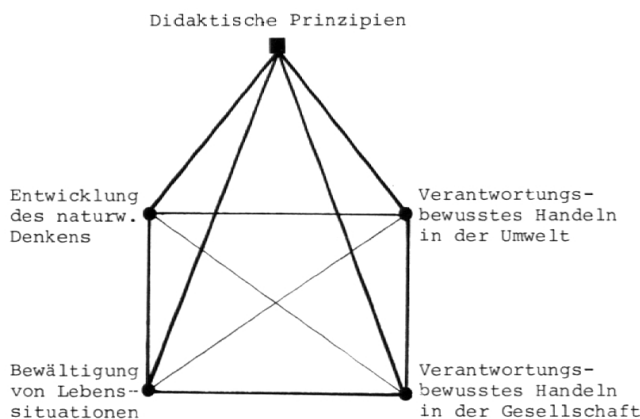 Didaktische Prinzipien
Entwicklung
des naturw.
Denkens
Verantwortungs-
bewusstes Handeln
in der Umwelt
Bewältigung
von Lebens-
situationen
Verantwortungs-
bewusstes Handeln
in der Gesellschaft